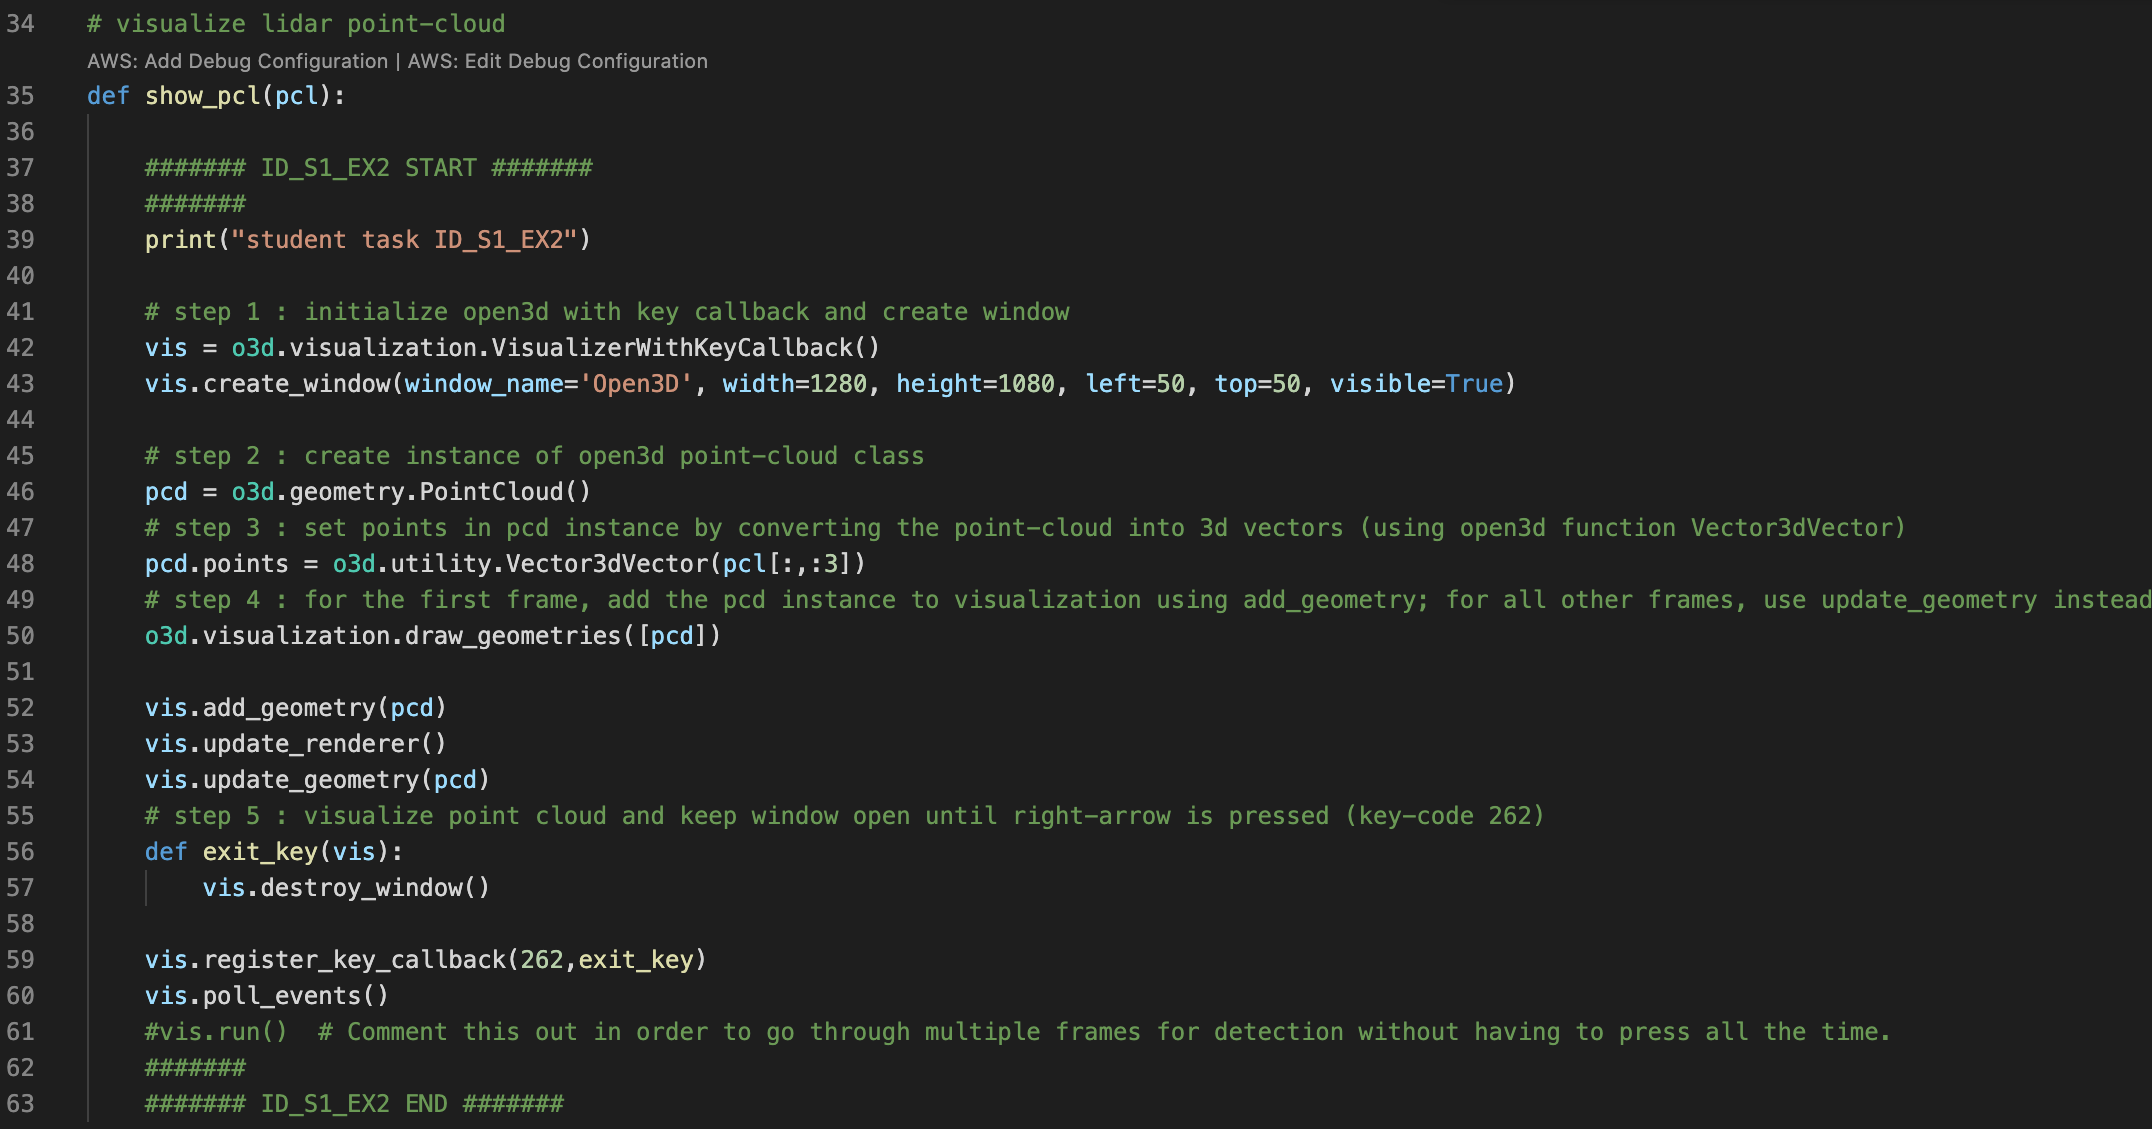 34 # visualize lidar point-cloud
AWS: Add Debug Configuration | AWS: Edit Debug Configuration
35 def show_pcl(pcl):
36
37 ####### ID_S1_EX2 START #######
38 #######
39 print("student task ID_S1_EX2")
40
41 # step 1 : initialize open3d with key callback and create window
42 vis = o3d.visualization.VisualizerWithKeyCallback()
43 vis.create_window(window_name='Open3D', width=1280, height=1080, left=50, top=50, visible=True)
44
45 # step 2 : create instance of open3d point-cloud class
46 pcd = o3d.geometry.PointCloud()
47 # step 3 : set points in pcd instance by converting the point-cloud into 3d vectors (using open3d function Vector3dVector)
48 pcd.points = o3d.utility.Vector3dVector(pcl[:,:3])
49 # step 4 : for the first frame, add the pcd instance to visualization using add_geometry; for all other frames, use update_geometry instead
50 o3d.visualization.draw_geometries([pcd])
51
52 vis.add_geometry(pcd)
53 vis.update_renderer()
54 vis.update_geometry(pcd)
55 # step 5 : visualize point cloud and keep window open until right-arrow is pressed (key-code 262)
56 def exit_key(vis):
57 vis.destroy_window()
58
59 vis.register_key_callback(262,exit_key)
60 vis.poll_events()
61 #vis.run()  # Comment this out in order to go through multiple frames for detection without having to press all the time.
62 #######
63 ####### ID_S1_EX2 END #######